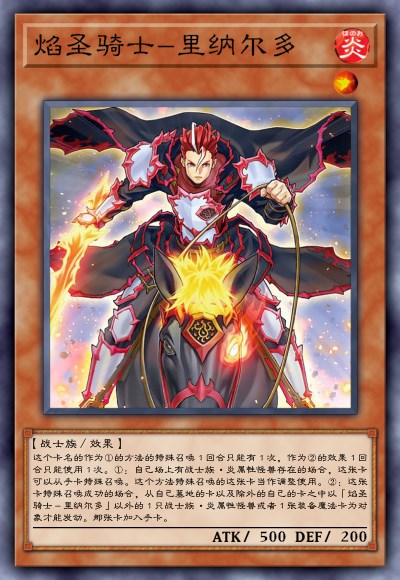 焰圣骑士-里纳尔多
ほのお
炎
【战士族/效果】
这个卡名的作为①的方法的特殊召唤1回合只能有1次，作为②的效果1回
合只能使用1次。①：自己场上有战士族·炎属性怪兽存在的场合，这张卡
可以从手卡特殊召唤。这个方法特殊召唤的这张卡当作调整使用。②：这张
卡特殊召唤成功的场合，从自己墓地的卡以及除外的自己的卡之中以「焰圣
骑士-里纳尔多」以外的1只战士族·炎属性怪兽或者1张装备魔法卡为对
象才能发动。那张卡加入手卡。
ATK/ 500 DEF/ 200